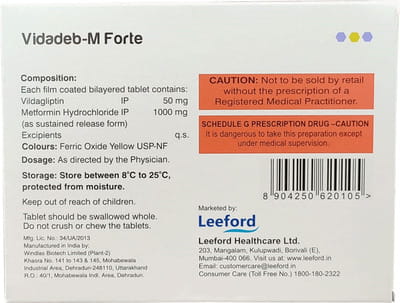 Vidadeb-M Forte
Composition:
Each film coated bilayered tablet contains:
Vildagliptin IP 50 mg
Metformin Hydrochloride IP 1000 mg
(as sustained release form)
Excipients q.s.
Colours: Ferric Oxide Yellow USP-NF
Dosage: As directed by the Physician.
Storage: Store between 8°C to 25°C,
protected from moisture.
Keep out of reach of children.
Tablet should be swallowed whole.
Do not crush or chew the tablets.
Mfg. Lic. No.: 34/UA/2013
Manufactured in India by:
Windlas Biotech Limited (Plant-2)
Khasra No. 141 to 143 & 145, Mohabewala
Industrial Area, Dehradun-248110, Uttarakhand
R.O.: 40/1, Mohabewala Indl. Area, Dehradun.
CAUTION: Not to be sold by retail
without the prescription of a
Registered Medical Practitioner.
SCHEDULE G PRESCRIPTION DRUG –CAUTION
It is dangerous to take this preparation except
under medical supervision.
8 904250 620105 >
Marketed by:
Leeford
Leeford Healthcare Ltd.
203, Mangalam, Kulupwadi, Borivali (E),
Mumbai-400 066. Visit us: www.leeford.in
Email: customercare@leeford.in
Consumer Care (Toll Free No.) 1800-180-2322